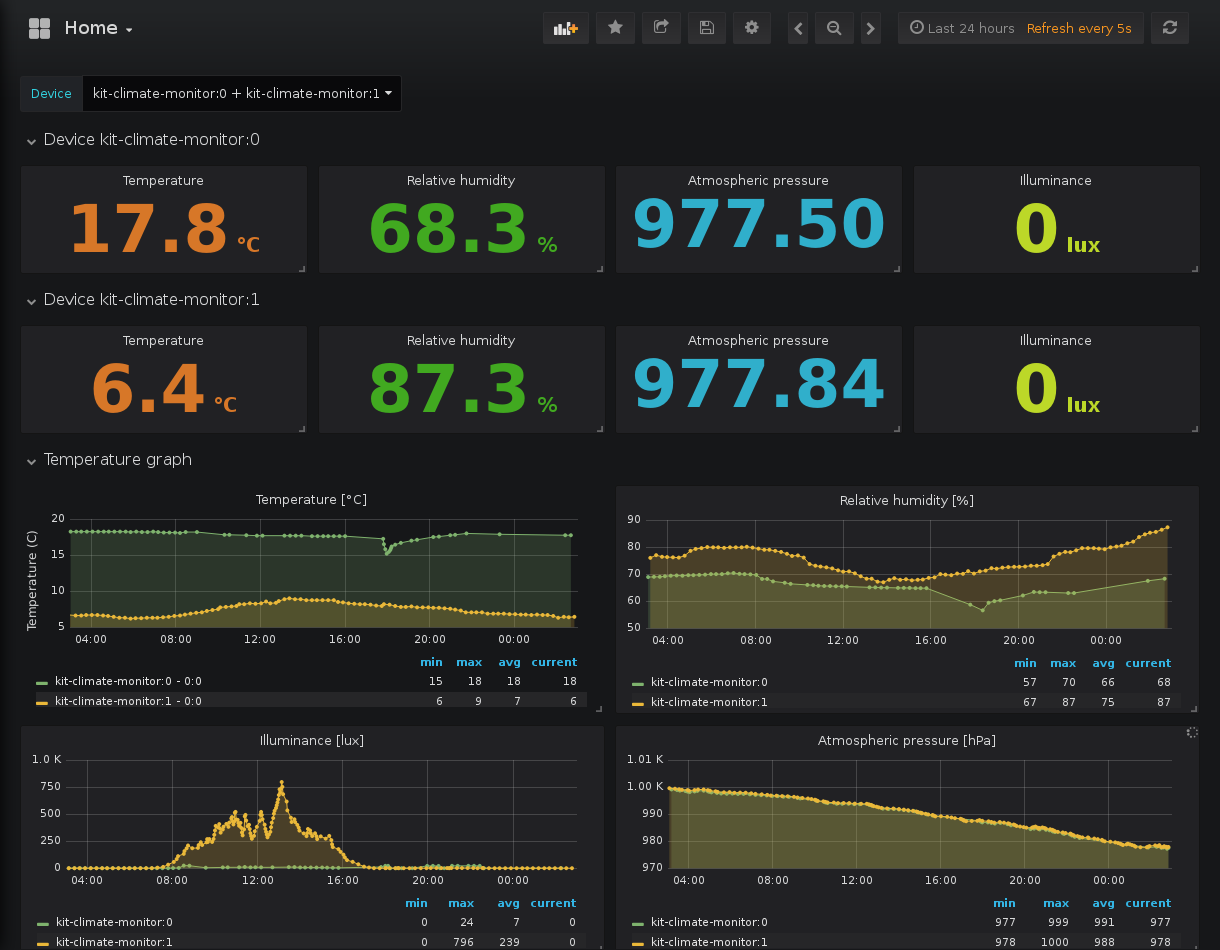 Home
Last 24 hours Refresh every 5s
Device kit-climate-monitor:0 + kit-climate-monitor:1
Device kit-climate-monitor:0
Temperature
17.8 °C
Relative humidity
68.3 %
Atmospheric pressure
977.50
Illuminance
0 lux
Device kit-climate-monitor:1
Temperature
6.4 °C
Relative humidity
87.3 %
Atmospheric pressure
977.84
Illuminance
0 lux
Temperature graph
Temperature [°C]
Temperature (C)
20
15
10
5
04:00 08:00 12:00 16:00 20:00 00:00
min max avg current
kit-climate-monitor:0 - 0:0 15 18 18 18
kit-climate-monitor:1 - 0:0 6 9 7 6
Relative humidity [%]
90
80
70
60
50
04:00 08:00 12:00 16:00 20:00 00:00
min max avg current
kit-climate-monitor:0 57 70 66 68
kit-climate-monitor:1 67 87 75 87
Illuminance [lux]
1.0 K
750
500
250
0
04:00 08:00 12:00 16:00 20:00 00:00
min max avg current
kit-climate-monitor:0 0 24 7 0
kit-climate-monitor:1 0 796 239 0
Atmospheric pressure [hPa]
1.01 K
1.00 K
990
980
970
04:00 08:00 12:00 16:00 20:00 00:00
min max avg current
kit-climate-monitor:0 977 999 991 977
kit-climate-monitor:1 978 1000 988 978